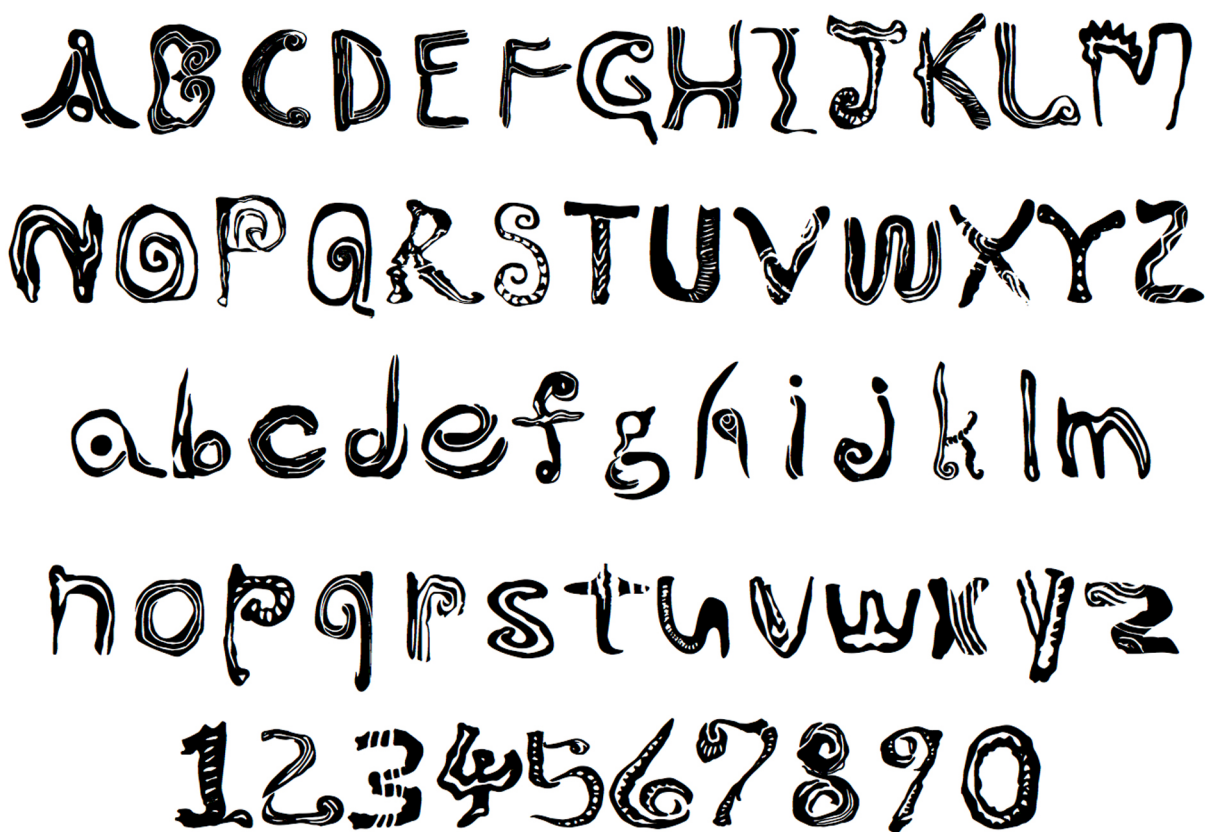 ABCDEFGHIJKLM
NOPQRSTUVWXYZ
abcdefghijklm
nopqrstuvwxyz
1234567890